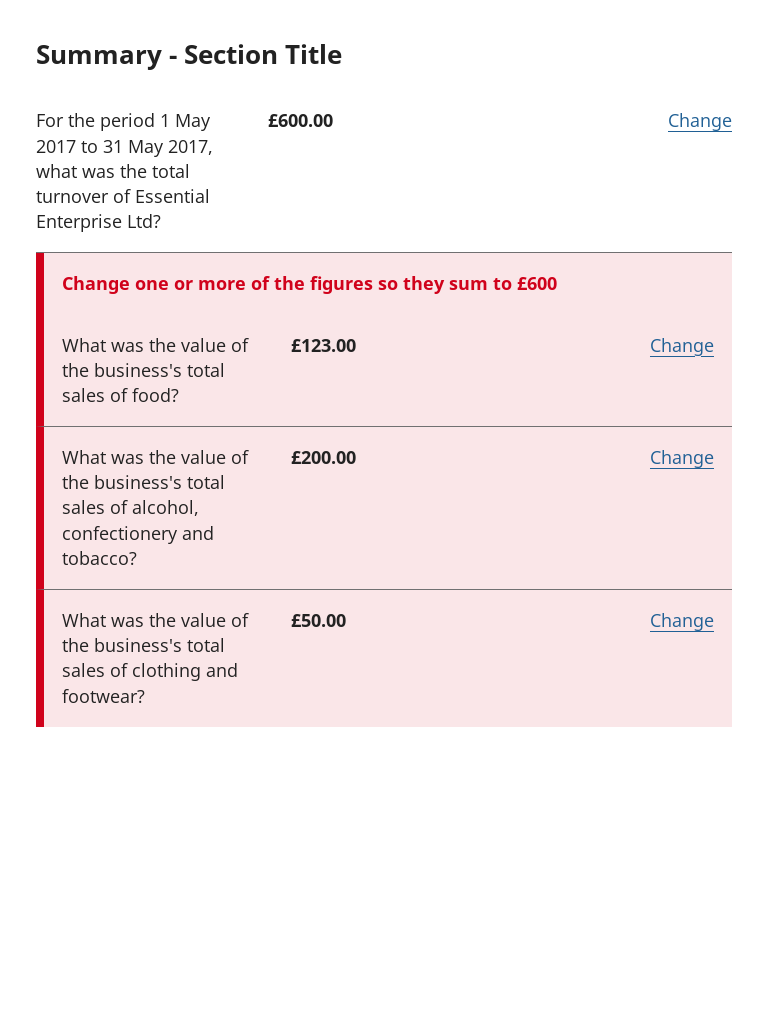 Summary - Section Title
For the period 1 May
2017 to 31 May 2017,
what was the total
turnover of Essential
Enterprise Ltd?
£600.00
Change
Change one or more of the figures so they sum to £600
What was the value of
the business's total
sales of food?
£123.00
Change
What was the value of
the business's total
sales of alcohol,
confectionery and
tobacco?
£200.00
Change
What was the value of
the business's total
sales of clothing and
footwear?
£50.00
Change